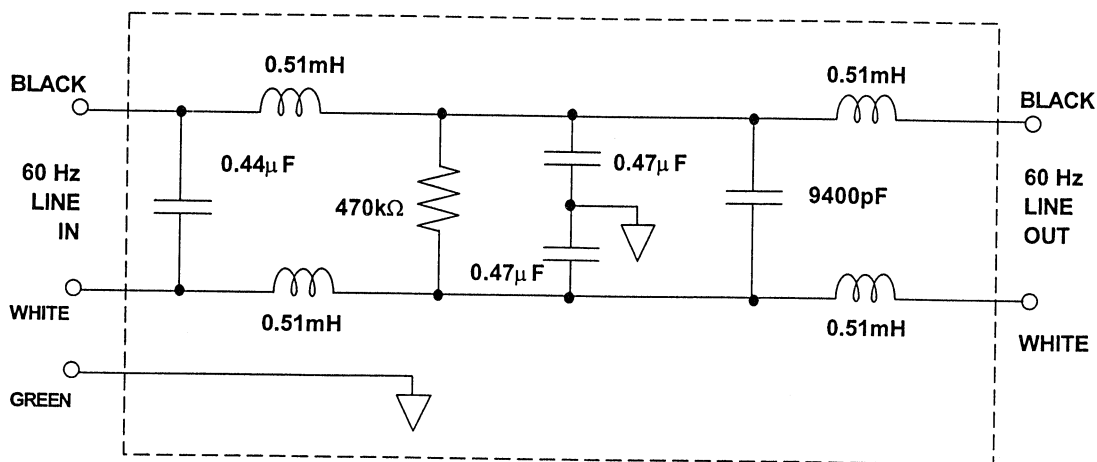 0.51mH
0.51mH
BLACK
BLACK
0.44μF
0.47μF
60 Hz
LINE
IN
470kΩ
9400pF
60 Hz
LINE
OUT
0.47μF
WHITE
0.51mH
0.51mH
WHITE
GREEN